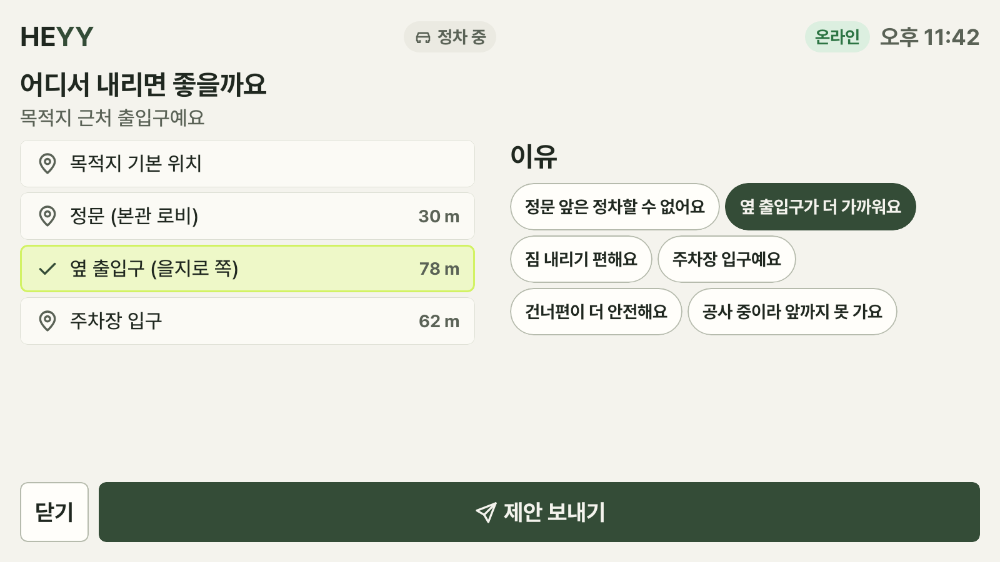 HEYY
정차 중
온라인 오후 11:42
어디서 내리면 좋을까요
목적지 근처 출입구예요
목적지 기본 위치
정문 (본관 로비) 30 m
옆 출입구 (을지로 쪽) 78 m
주차장 입구 62 m
이유
정문 앞은 정차할 수 없어요
옆 출입구가 더 가까워요
짐 내리기 편해요
주차장 입구예요
건너편이 더 안전해요
공사 중이라 앞까지 못 가요
닫기
제안 보내기